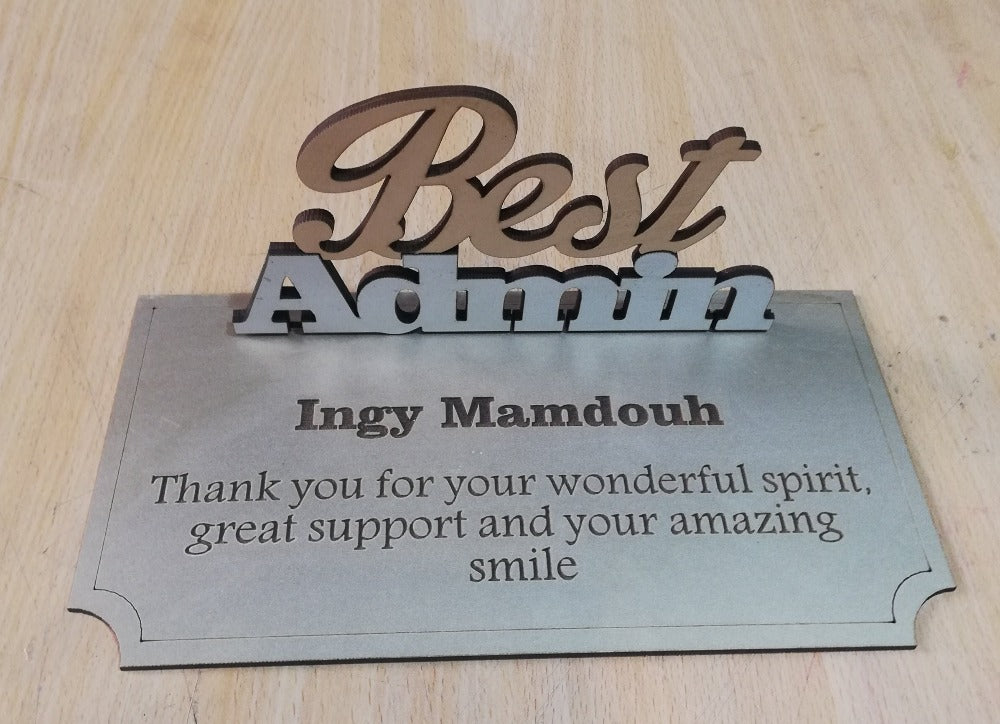 Best
Admin
Ingy Mamdouh
Thank you for your wonderful spirit,
great support and your amazing
smile